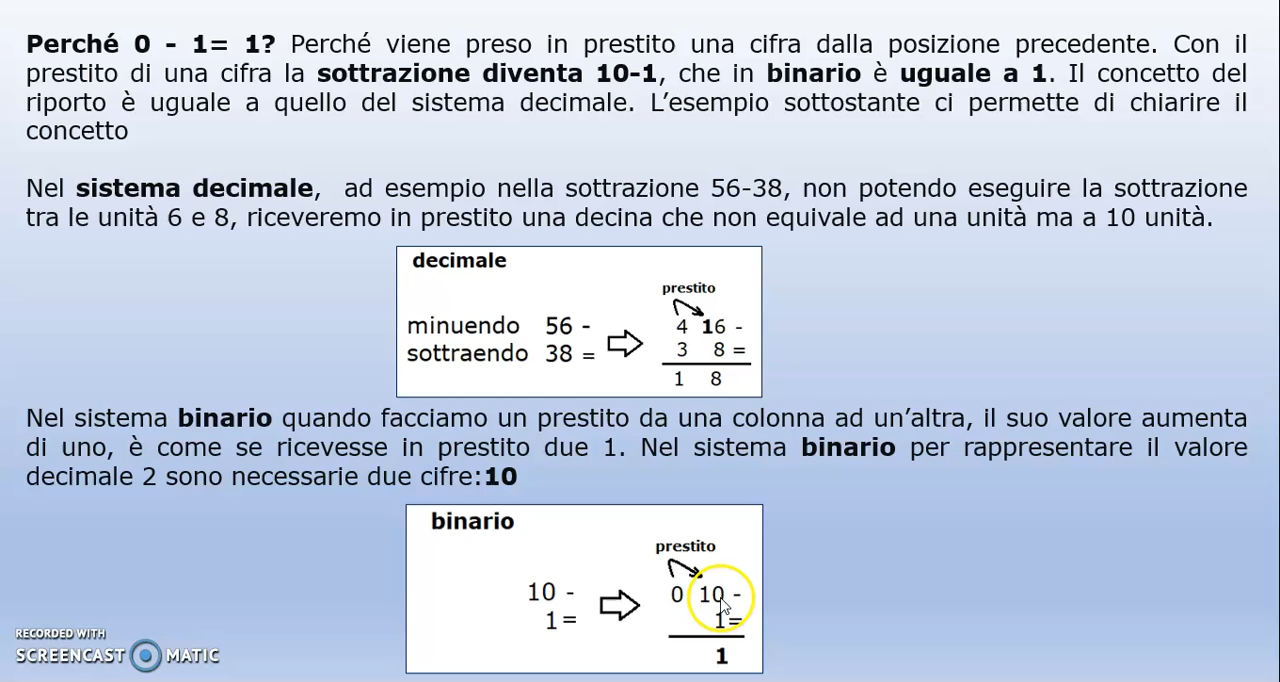 Perché 0 - 1= 1? Perché viene preso in prestito una cifra dalla posizione precedente. Con il
prestito di una cifra la sottrazione diventa 10-1, che in binario è uguale a 1. Il concetto del
riporto è uguale a quello del sistema decimale. L’esempio sottostante ci permette di chiarire il
concetto
Nel sistema decimale, ad esempio nella sottrazione 56-38, non potendo eseguire la sottrazione
tra le unità 6 e 8, riceveremo in prestito una decina che non equivale ad una unità ma a 10 unità.
decimale
prestito
minuendo 56 -
sottraendo 38 =
4 16 -
3 8 =
1 8
Nel sistema binario quando facciamo un prestito da una colonna ad un’altra, il suo valore aumenta
di uno, è come se ricevesse in prestito due 1. Nel sistema binario per rappresentare il valore
decimale 2 sono necessarie due cifre:10
binario
prestito
10 -
1 =
0 10 -
1 =
1
RECORDED WITH
SCREENCAST MATIC